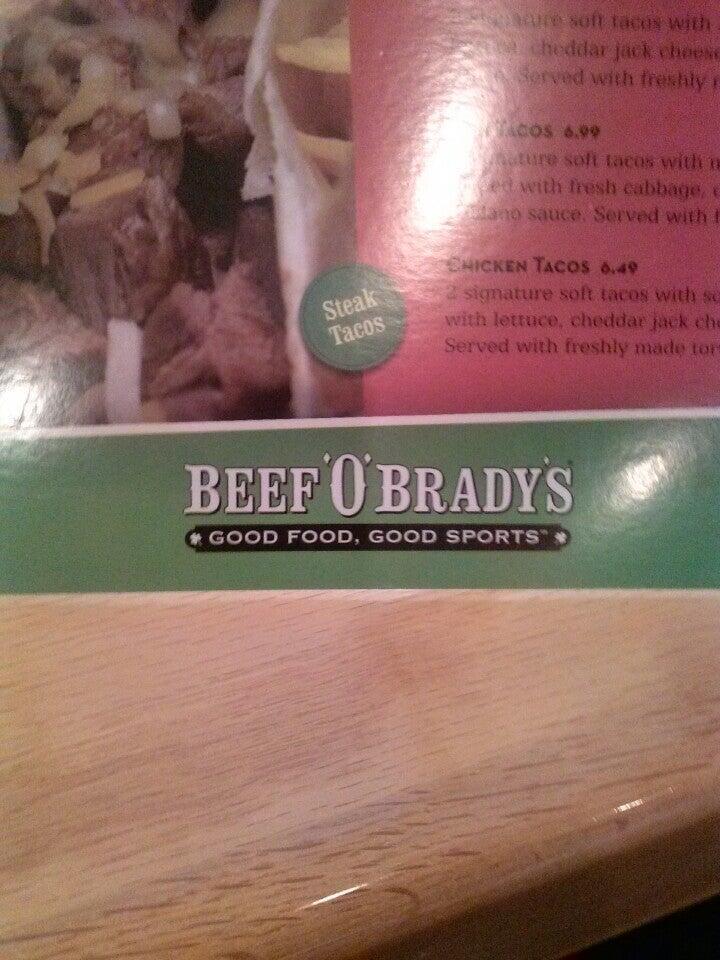 signature soft tacos with
cheddar jack cheese
Served with freshly
TACOS 6.99
signature soft tacos with
with fresh cabbage,
sauce. Served with
CHICKEN TACOS 6.49
2 signature soft tacos with
with lettuce, cheddar jack
Served with freshly made
Steak
Tacos
BEEF 'O' BRADY'S
GOOD FOOD, GOOD SPORTS™